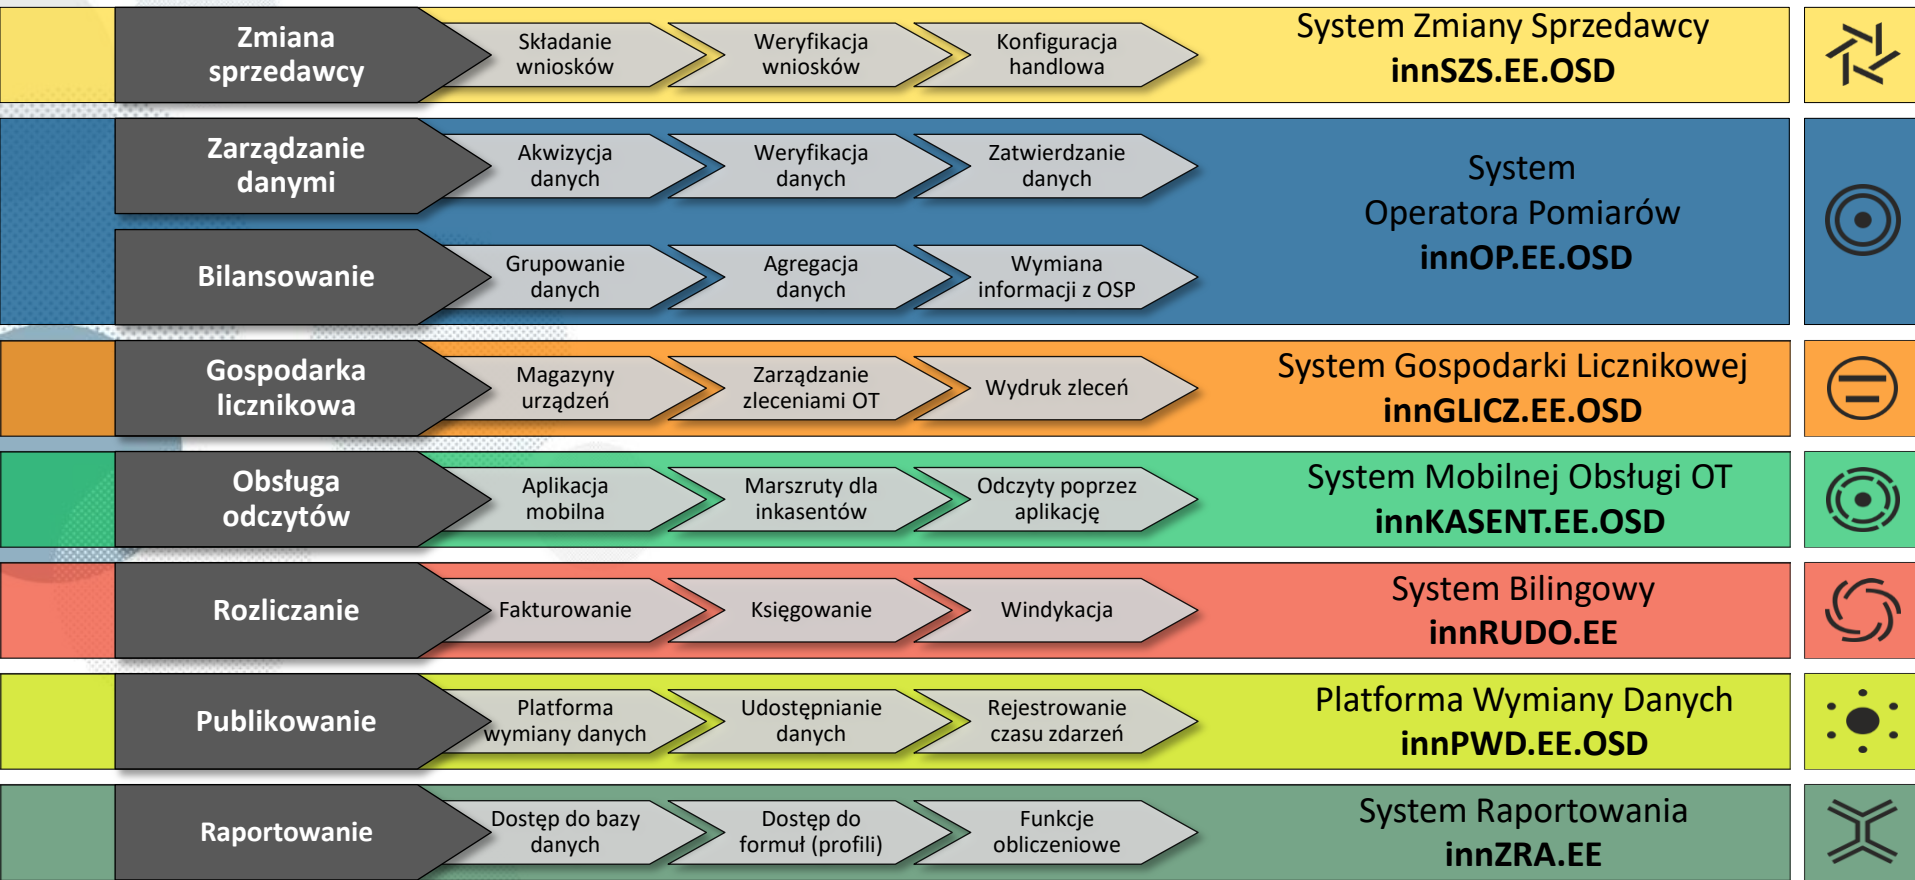 Zmiana
sprzedawcy
Składanie
wniosków
Weryfikacja
wniosków
Konfiguracja
handlowa
System Zmiany Sprzedawcy
innSZS.EE.OSD
Zarządzanie
danymi
Akwizycja
danych
Weryfikacja
danych
Zatwierdzanie
danych
System
Operatora Pomiarów
innOP.EE.OSD
Bilansowanie
Grupowanie
danych
Agregacja
danych
Wymiana
informacji z OSP
Gospodarka
licznikowa
Magazyny
urządzeń
Zarządzanie
zleceniami OT
Wydruk zleceń
System Gospodarki Licznikowej
innGLICZ.EE.OSD
Obsługa
odczytów
Aplikacja
mobilna
Marszruty dla
inkasentów
Odczyty poprzez
aplikację
System Mobilnej Obsługi OT
innKASENT.EE.OSD
Rozliczanie
Fakturowanie
Księgowanie
Windykacja
System Bilingowy
innRUDO.EE
Publikowanie
Platforma
wymiany danych
Udostępnianie
danych
Rejestrowanie
czasu zdarzeń
Platforma Wymiany Danych
innPWD.EE.OSD
Raportowanie
Dostęp do bazy
danych
Dostęp do
formuł (profili)
Funkcje
obliczeniowe
System Raportowania
innZRA.EE